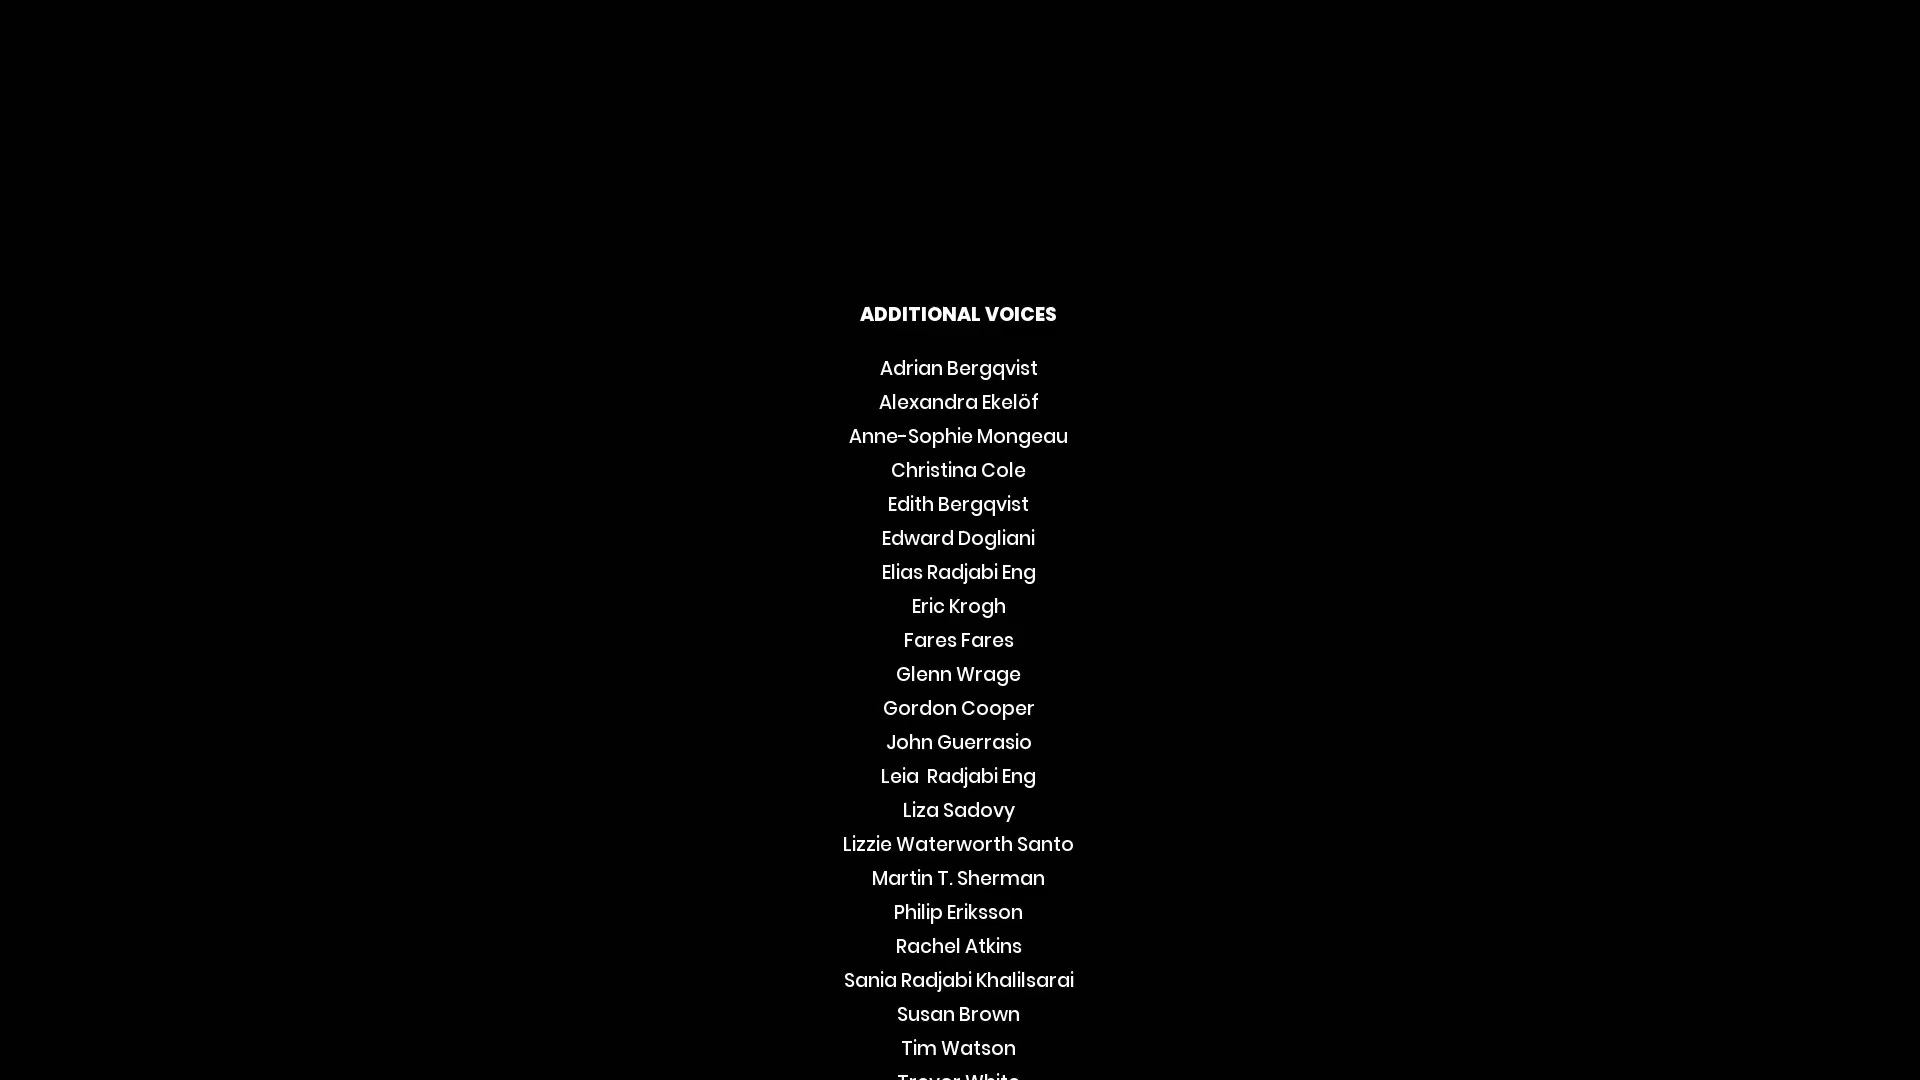 ADDITIONAL VOICES
Adrian Bergqvist
Alexandra Ekelöf
Anne-Sophie Mongeau
Christina Cole
Edith Bergqvist
Edward Dogliani
Elias Radjabi Eng
Eric Krogh
Fares Fares
Glenn Wrage
Gordon Cooper
John Guerrasio
Leia  Radjabi Eng
Liza Sadovy
Lizzie Waterworth Santo
Martin T. Sherman
Philip Eriksson
Rachel Atkins
Sania Radjabi Khalilsarai
Susan Brown
Tim Watson
Trevor White